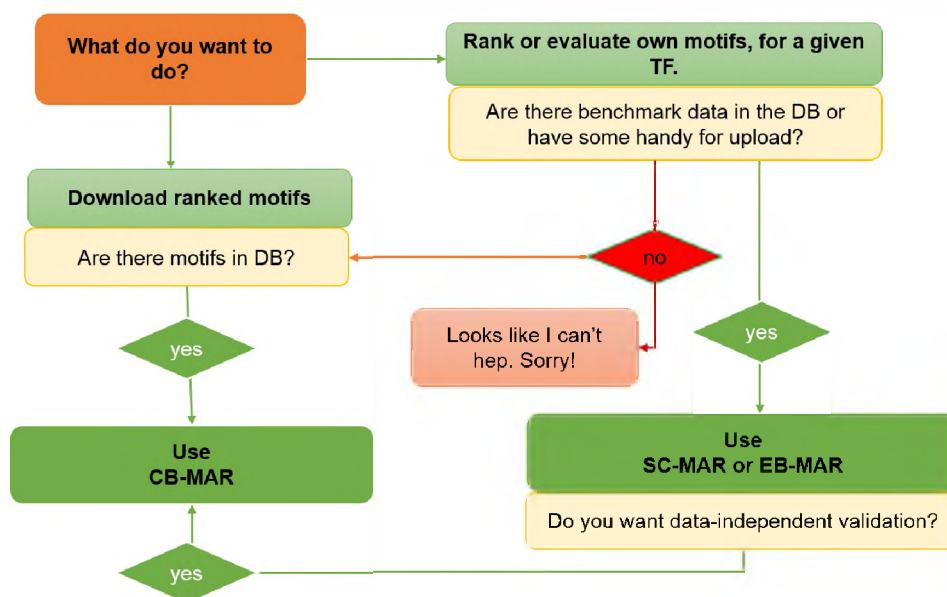 What do you want to
do?
Rank or evaluate own motifs, for a given
TF.
Are there benchmark data in the DB or
have some handy for upload?
Download ranked motifs
Are there motifs in DB?
no
Looks like I can't
hep. Sorry!
yes
yes
Use
CB-MAR
Use
SC-MAR or EB-MAR
Do you want data-independent validation?
yes